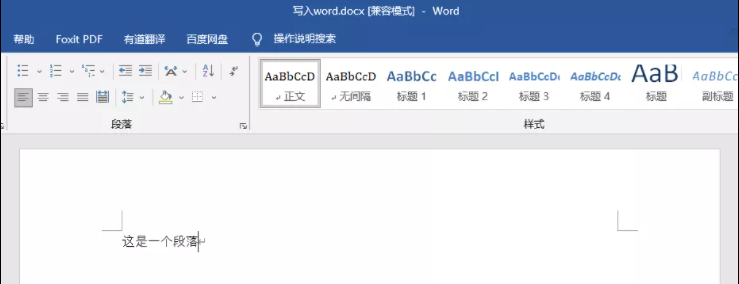 写入word.docx [兼容模式] - Word
帮助 Foxit PDF 有道翻译 百度网盘 操作说明搜索
AaBbCcD AaBbCcD AaBbCc AaBbCcI AaBbCcDı AaBbCcDc AaB AaBbCcI
正文 无间隔 标题 1 标题 2 标题 3 标题 4 标题 副标题
段落 样式
这是一个段落